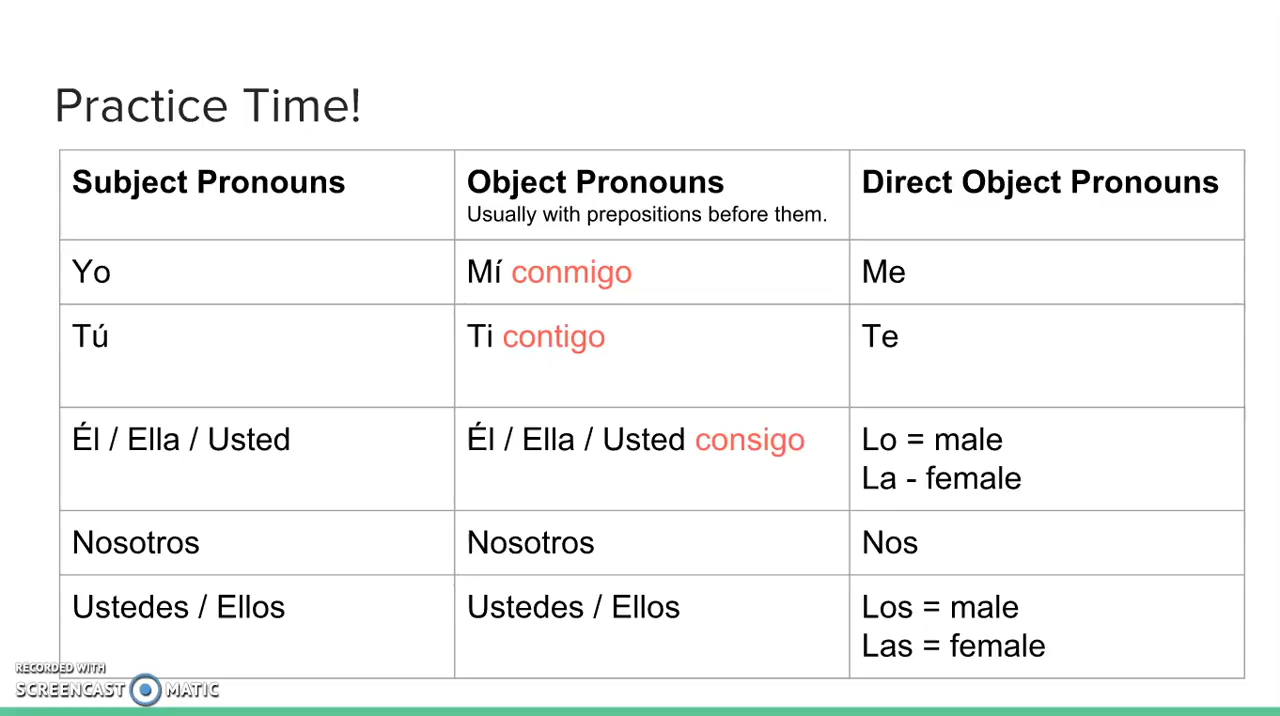 Practice Time!
Subject Pronouns
Object Pronouns
Usually with prepositions before them.
Direct Object Pronouns
Yo
Mí conmigo
Me
Tú
Ti contigo
Te
Él / Ella / Usted
Él / Ella / Usted consigo
Lo = male
La - female
Nosotros
Nosotros
Nos
Ustedes / Ellos
Ustedes / Ellos
Los = male
Las = female
RECORDED WITH
SCREENCAST MATIC